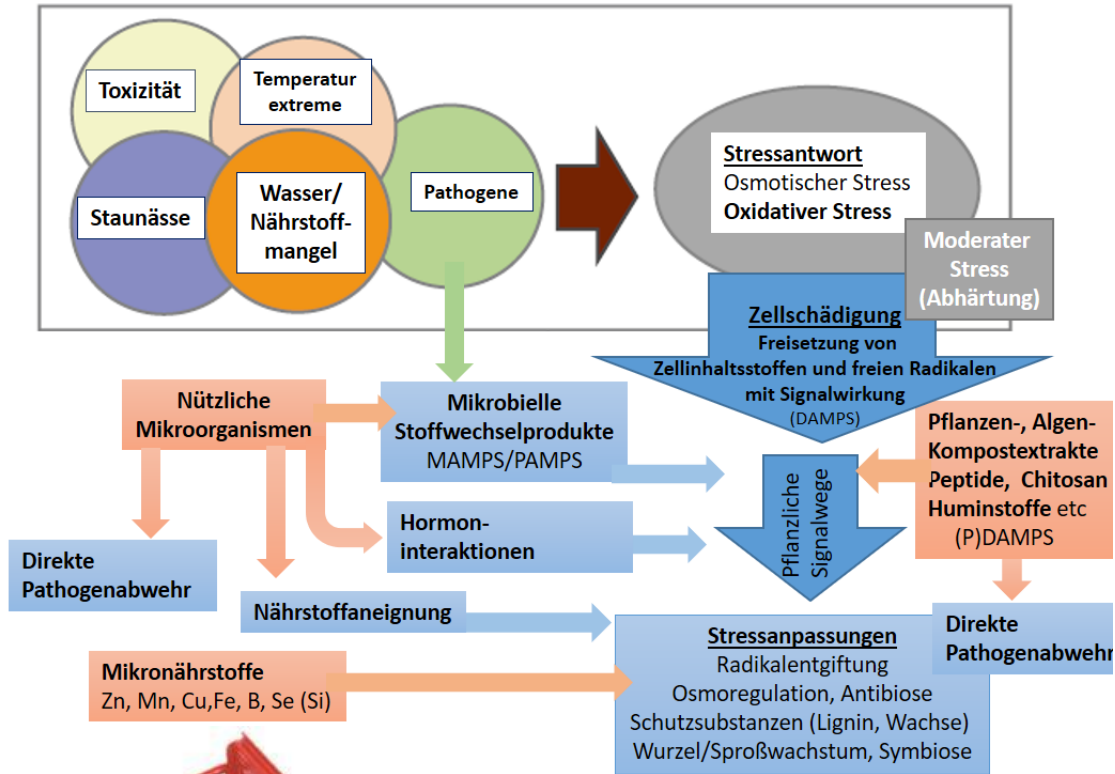 Toxizität
Temperatur
extreme
Staunässe
Wasser/
Nährstoff-
mangel
Pathogene
Stressantwort
Osmotischer Stress
Oxidativer Stress
Moderater
Stress
(Abhärtung)
Zellschädigung
Freisetzung von
Zellinhaltsstoffen und freien Radikalen
mit Signalwirkung
(DAMPS)
Nützliche
Mikroorganismen
Mikrobielle
Stoffwechselprodukte
MAMPS/PAMPS
Pflanzen-, Algen-
Kompostextrakte
Peptide, Chitosan
Huminstoffe etc
(P)DAMPS
Pflanzliche
Signalwege
Hormon-
interaktionen
Direkte
Pathogenabwehr
Nährstoffaneignung
Direkte
Pathogenabwehr
Mikronährstoffe
Zn, Mn, Cu,Fe, B, Se (Si)
Stressanpassungen
Radikalentgiftung
Osmoregulation, Antibiose
Schutzsubstanzen (Lignin, Wachse)
Wurzel/Sproßwachstum, Symbiose